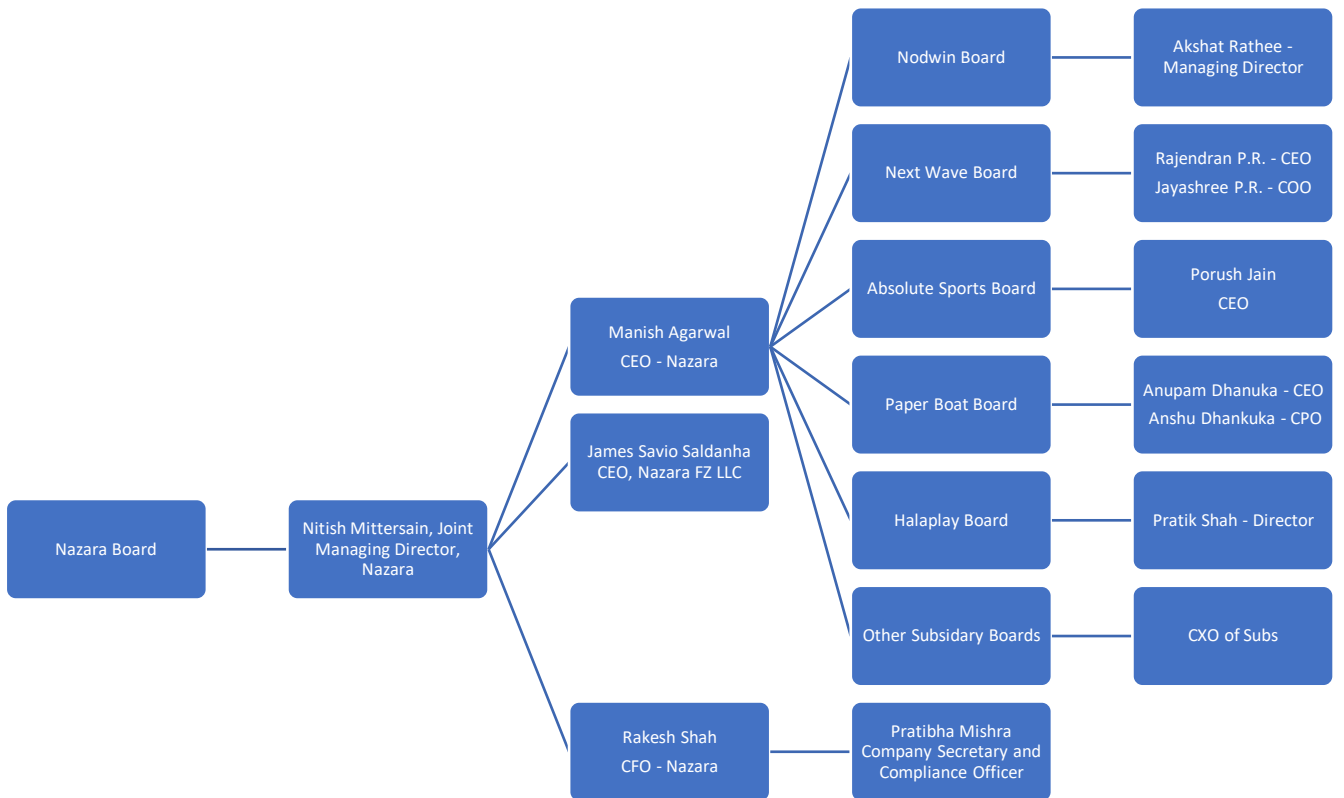 Nazara Board
Nitish Mittersain, Joint
Managing Director,
Nazara
Manish Agarwal
CEO - Nazara
James Savio Saldanha
CEO, Nazara FZ LLC
Rakesh Shah
CFO - Nazara
Nodwin Board
Akshat Rathee -
Managing Director
Next Wave Board
Rajendran P.R. - CEO
Jayashree P.R. - COO
Absolute Sports Board
Porush Jain
CEO
Paper Boat Board
Anupam Dhanuka - CEO
Anshu Dhankuka - CPO
Halaplay Board
Pratik Shah - Director
Other Subsidary Boards
CXO of Subs
Pratibha Mishra
Company Secretary and
Compliance Officer